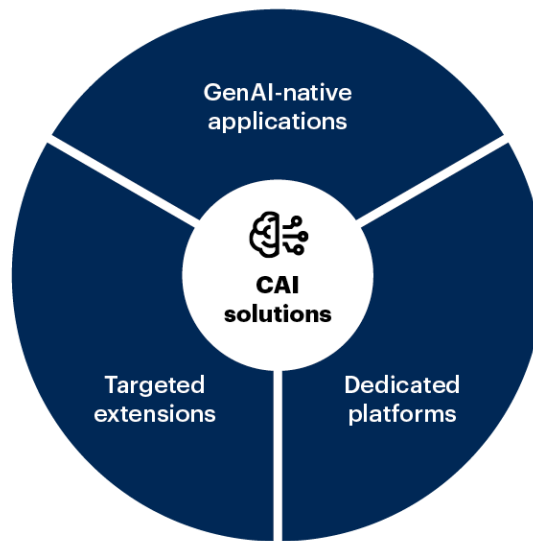 GenAI-native
applications
CAI
solutions
Targeted
extensions
Dedicated
platforms